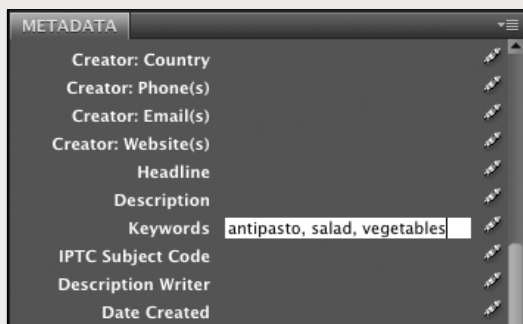 METADATA
Creator: Country
Creator: Phone(s)
Creator: Email(s)
Creator: Website(s)
Headline
Description
Keywords antipasto, salad, vegetables
IPTC Subject Code
Description Writer
Date Created